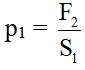 p₁ = F₂ / S₁